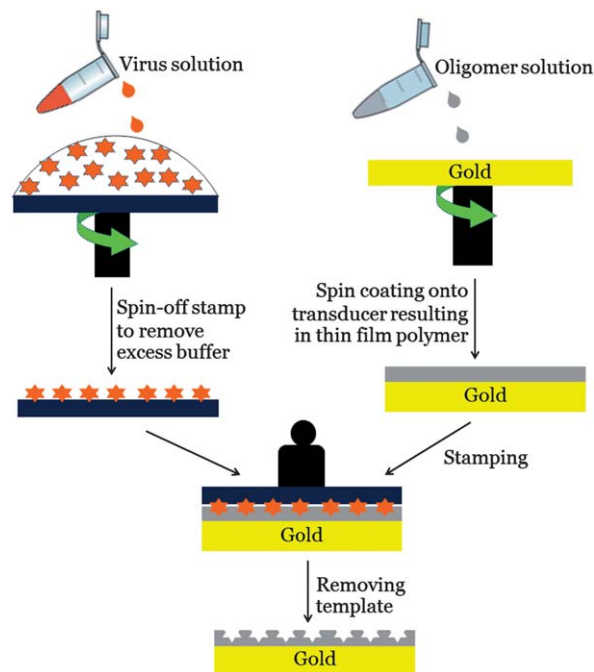 Virus solution
Oligomer solution
Gold
Spin-off stamp
to remove
excess buffer
Spin coating onto
transducer resulting
in thin film polymer
Gold
Stamping
Gold
Removing
template
Gold